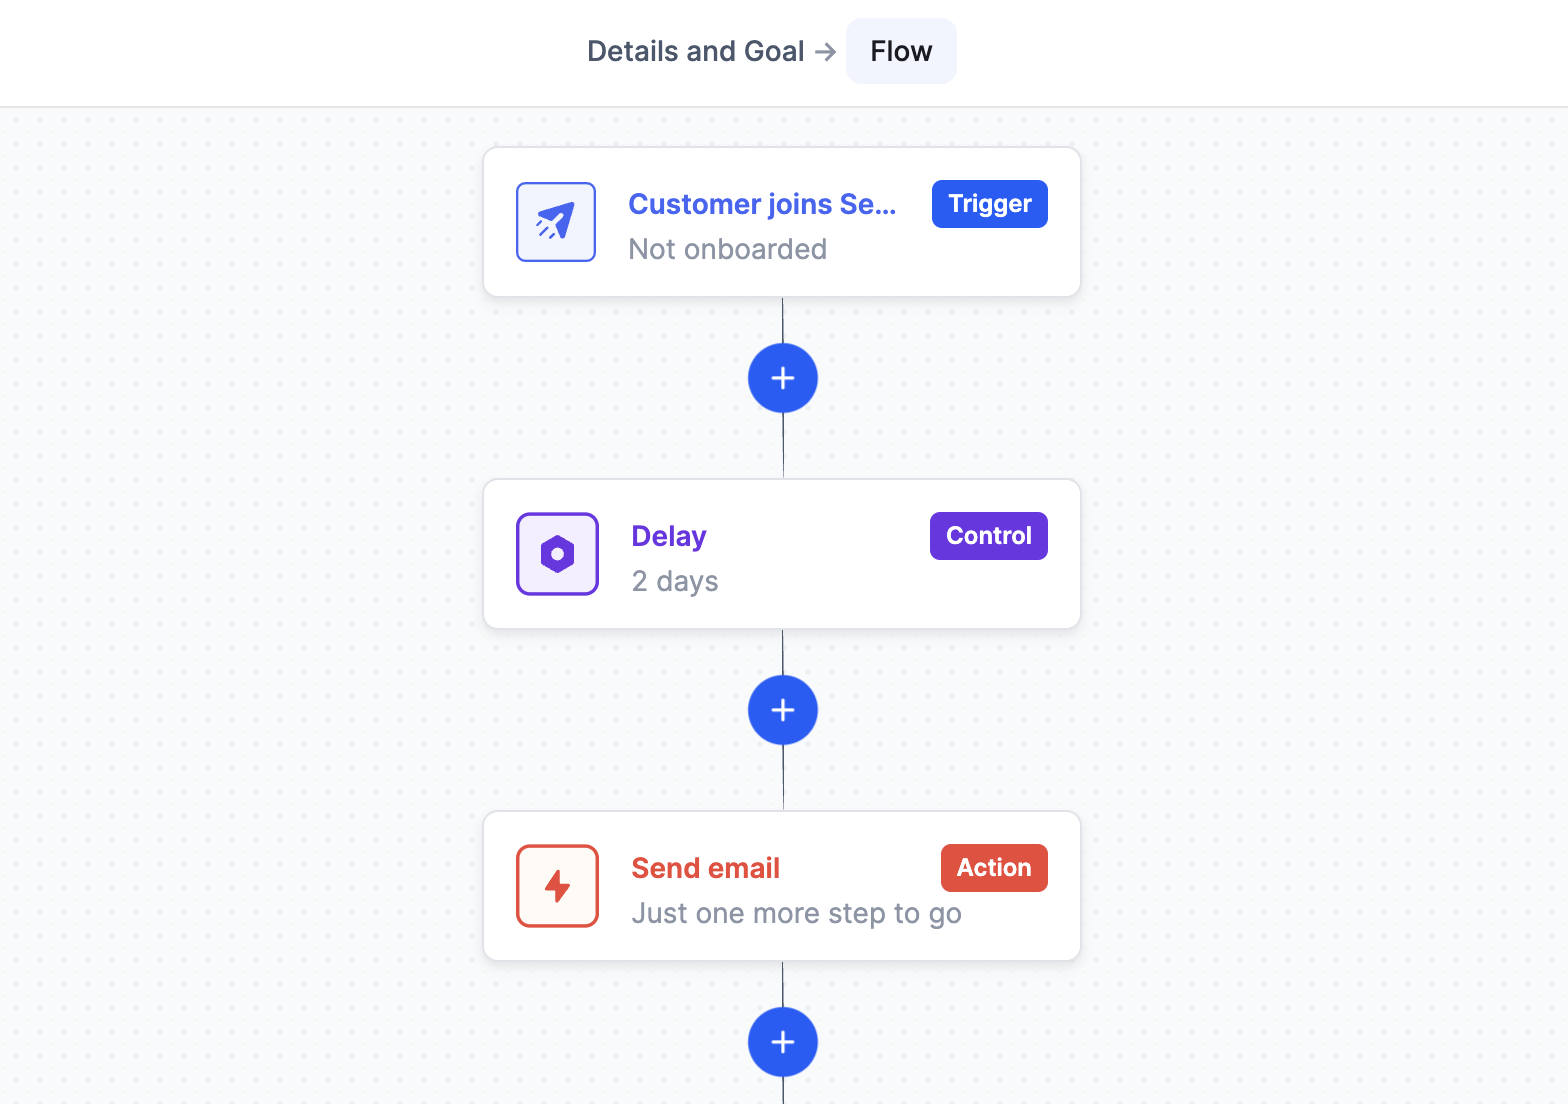 Details and Goal → Flow
Customer joins Se... Trigger
Not onboarded
Delay Control
2 days
Send email Action
Just one more step to go